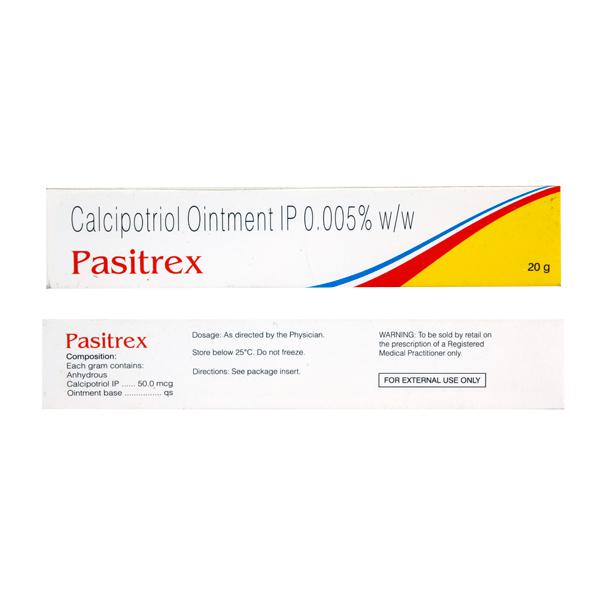 Calcipotriol Ointment IP 0.005% w/w
Pasitrex
20 g
Pasitrex
Composition:
Each gram contains:
Anhydrous
Calcipotriol IP ...... 50.0 mcg
Ointment base ................ qs
Dosage: As directed by the Physician.
Store below 25°C. Do not freeze.
Directions: See package insert.
WARNING: To be sold by retail on
the prescription of a Registered
Medical Practitioner only.
FOR EXTERNAL USE ONLY